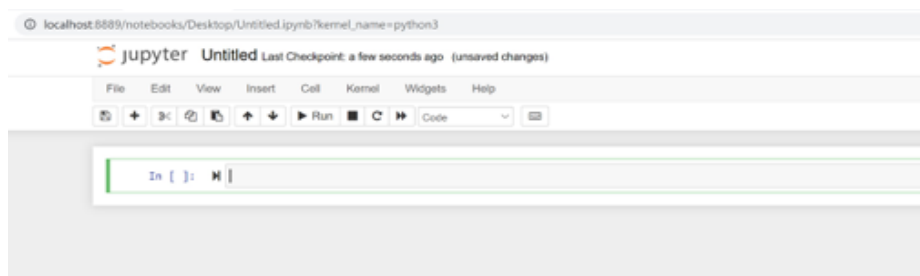 localhost:8889/notebooks/Desktop/Untitled.ipynb?kernel_name=python3
jupyter Untitled Last Checkpoint: a few seconds ago (unsaved changes)
File Edit View Insert Cell Kernel Widgets Help
Run Code
In [ ]: